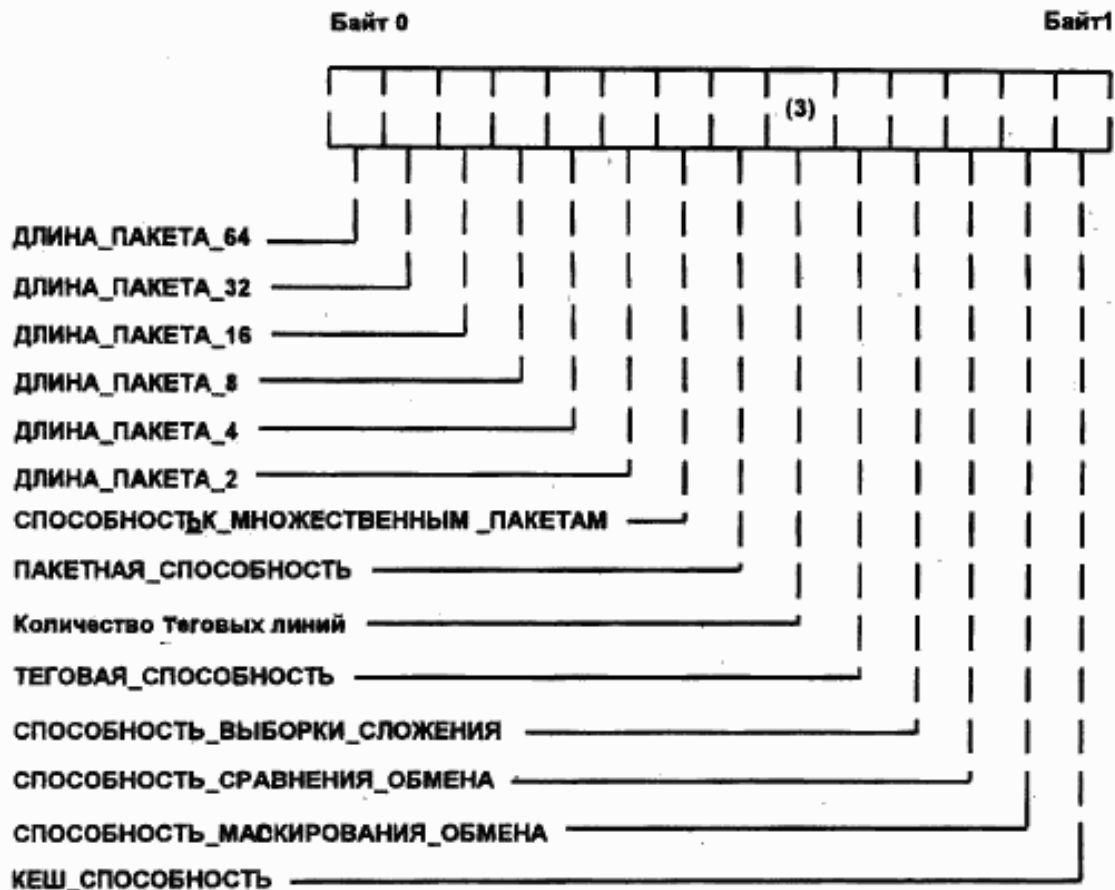 Байт 0 Байт1
(3)
ДЛИНА_ПАКЕТА_64
ДЛИНА_ПАКЕТА_32
ДЛИНА_ПАКЕТА_16
ДЛИНА_ПАКЕТА_8
ДЛИНА_ПАКЕТА_4
ДЛИНА_ПАКЕТА_2
СПОСОБНОСТЬК_МНОЖЕСТВЕННЫМ _ПАКЕТАМ
ПАКЕТНАЯ_СПОСОБНОСТЬ
Количество теговых линий
ТЕГОВАЯ_СПОСОБНОСТЬ
СПОСОБНОСТЬ_ВЫБОРКИ_СЛОЖЕНИЯ
СПОСОБНОСТЬ_СРАВНЕНИЯ_ОБМЕНА
СПОСОБНОСТЬ_МАСКИРОВАНИЯ_ОБМЕНА
КЕШ_СПОСОБНОСТЬ